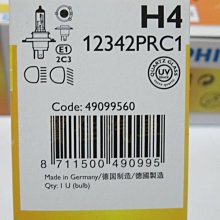 H4
12342PRC1
E1
2C3
QUARTZ GLASS
UV
Code: 49099560
8 711500 490995
Made in Germany/德国制造/德國製造
Qty: 1 U (bulb)